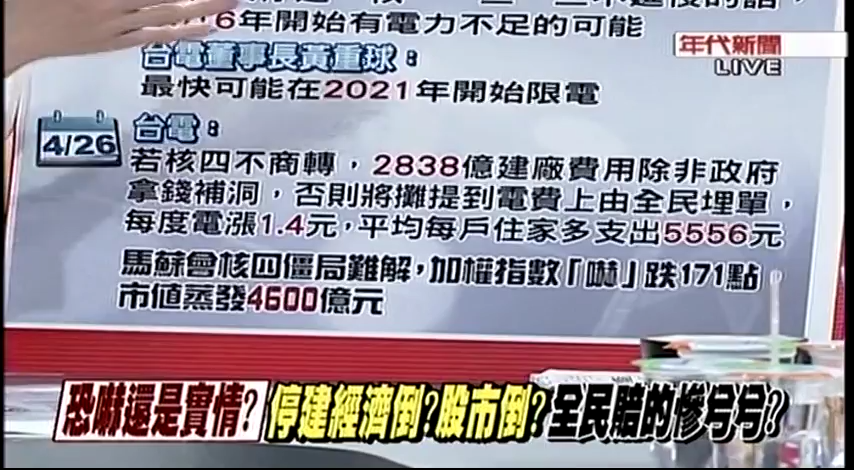 16年開始有電力不足的可能
年代新聞
LIVE
台電董事長黃重球：
最快可能在2021年開始限電
4/26
台電：
若核四不商轉，2838億建廠費用除非政府
拿錢補洞，否則將攤提到電費上由全民埋單，
每度電漲1.4元，平均每戶住家多支出5556元
馬蘇會核四僵局難解，加權指數「嚇」跌171點，
市值蒸發4600億元
恐嚇還是實情？停建經濟倒？股市倒？全民賠的慘兮兮？